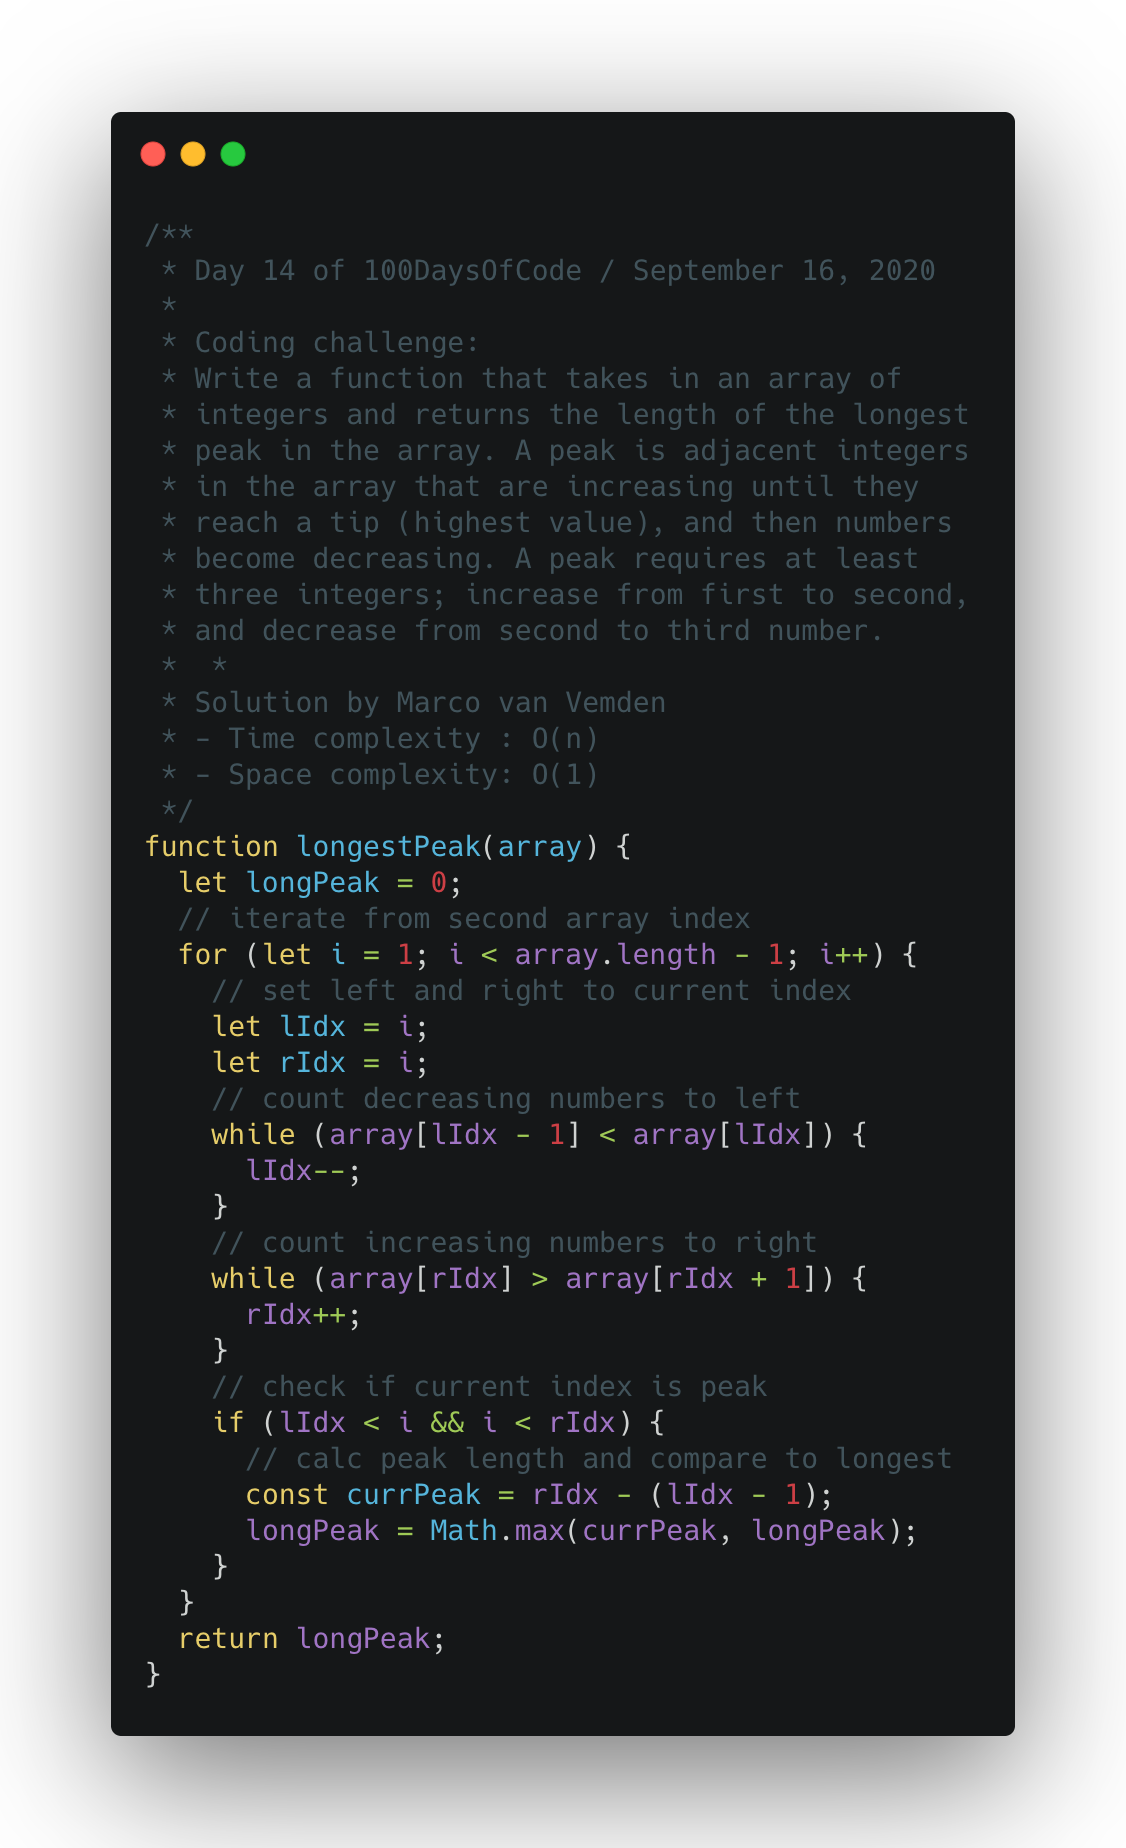 /**
 * Day 14 of 100DaysOfCode / September 16, 2020
 *
 * Coding challenge:
 * Write a function that takes in an array of
 * integers and returns the length of the longest
 * peak in the array. A peak is adjacent integers
 * in the array that are increasing until they
 * reach a tip (highest value), and then numbers
 * become decreasing. A peak requires at least
 * three integers; increase from first to second,
 * and decrease from second to third number.
 *  *
 * Solution by Marco van Vemden
 * - Time complexity : O(n)
 * - Space complexity: O(1)
 */
function longestPeak(array) {
  let longPeak = 0;
  // iterate from second array index
  for (let i = 1; i < array.length - 1; i++) {
    // set left and right to current index
    let lIdx = i;
    let rIdx = i;
    // count decreasing numbers to left
    while (array[lIdx - 1] < array[lIdx]) {
      lIdx--;
    }
    // count increasing numbers to right
    while (array[rIdx] > array[rIdx + 1]) {
      rIdx++;
    }
    // check if current index is peak
    if (lIdx < i && i < rIdx) {
      // calc peak length and compare to longest
      const currPeak = rIdx - (lIdx - 1);
      longPeak = Math.max(currPeak, longPeak);
    }
  }
  return longPeak;
}